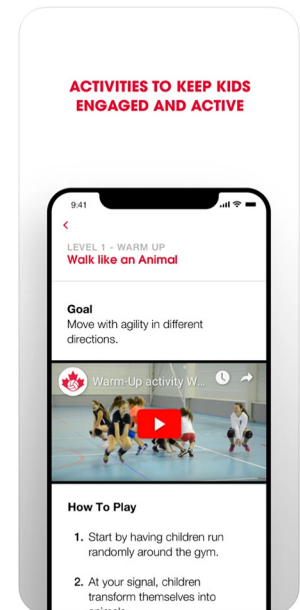 ACTIVITIES TO KEEP KIDS
ENGAGED AND ACTIVE
9:41
LEVEL 1 - WARM UP
Walk like an Animal
Goal
Move with agility in different
directions.
Warm-Up activity W...
How To Play
1. Start by having children run
randomly around the gym.
2. At your signal, children
transform themselves into